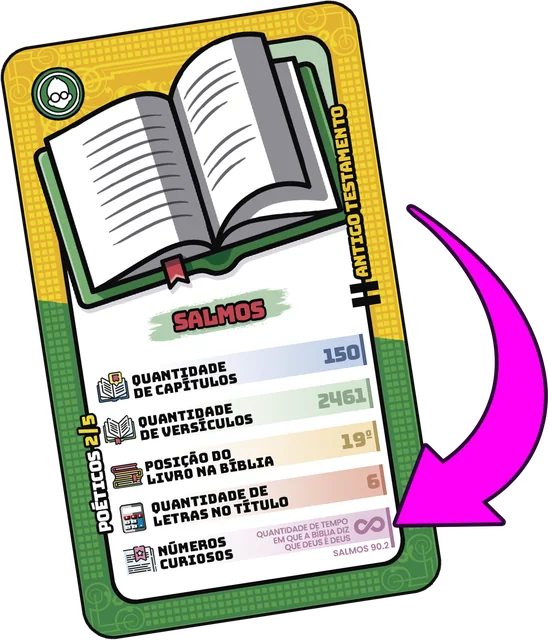 ANTIGO TESTAMENTO
SALMOS
QUANTIDADE
DE CAPÍTULOS
150
QUANTIDADE
DE VERSÍCULOS
2461
POSIÇÃO DO
LIVRO NA BÍBLIA
19º
QUANTIDADE DE
LETRAS NO TÍTULO
6
NÚMEROS
CURIOSOS
QUANTIDADE DE TEMPO
EM QUE A BÍBLIA DIZ
QUE DEUS É DEUS
∞
SALMOS 90.2
POÉTICOS 2/5